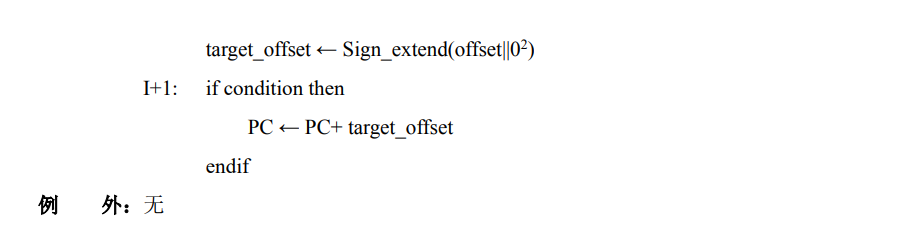 target_offset ← Sign_extend(offset||0²)
I+1: if condition then
PC ← PC+ target_offset
endif
例 外：无